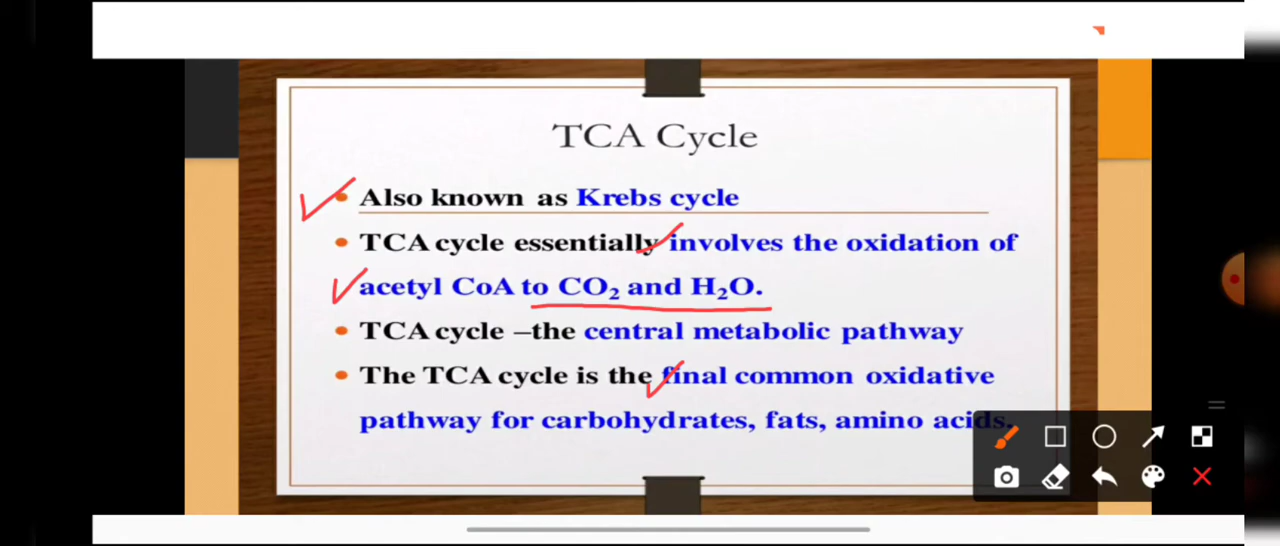 TCA Cycle
• Also known as Krebs cycle
• TCA cycle essentially involves the oxidation of
acetyl CoA to CO₂ and H₂O.
• TCA cycle –the central metabolic pathway
• The TCA cycle is the final common oxidative
pathway for carbohydrates, fats, amino acids.